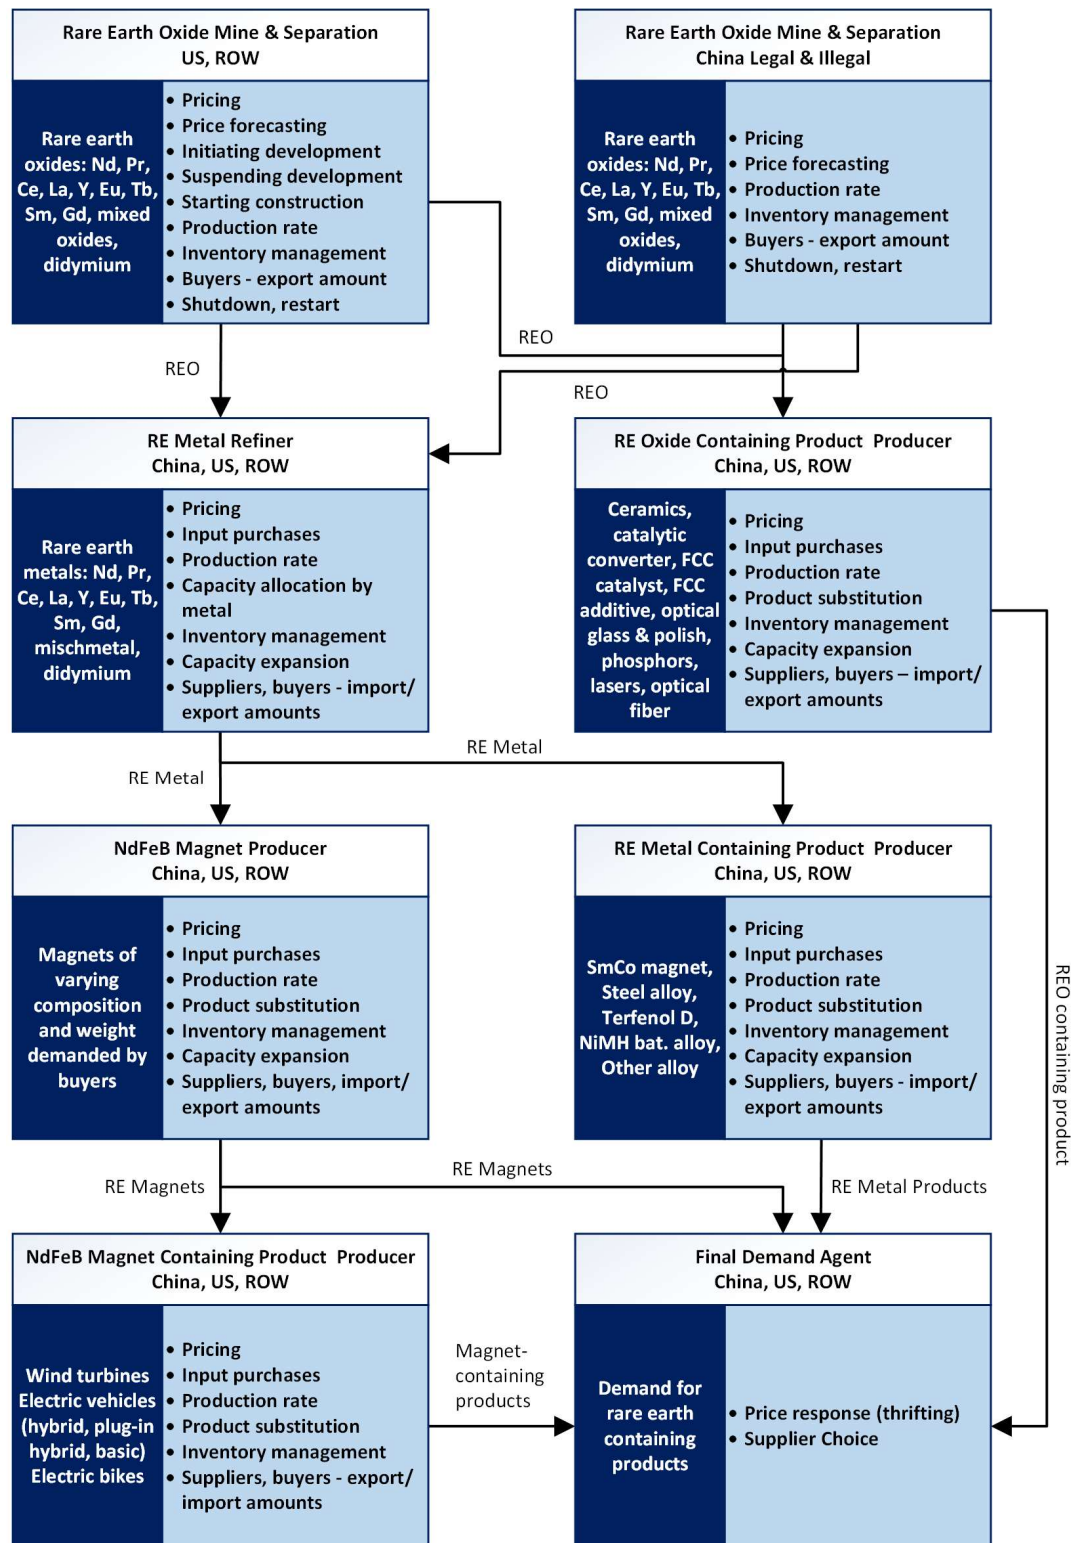 Rare Earth Oxide Mine & Separation
US, ROW
Rare earth
oxides: Nd, Pr,
Ce, La, Y, Eu, Tb,
Sm, Gd, mixed
oxides,
didymium
• Pricing
• Price forecasting
• Initiating development
• Suspending development
• Starting construction
• Production rate
• Inventory management
• Buyers - export amount
• Shutdown, restart
Rare Earth Oxide Mine & Separation
China Legal & Illegal
Rare earth
oxides: Nd, Pr,
Ce, La, Y, Eu, Tb,
Sm, Gd, mixed
oxides,
didymium
• Pricing
• Price forecasting
• Production rate
• Inventory management
• Buyers - export amount
• Shutdown, restart
REO
REO
REO
RE Metal Refiner
China, US, ROW
Rare earth
metals: Nd, Pr,
Ce, La, Y, Eu, Tb,
Sm, Gd,
mischmetal,
didymium
• Pricing
• Input purchases
• Production rate
• Capacity allocation by
metal
• Inventory management
• Capacity expansion
• Suppliers, buyers - import/
export amounts
RE Oxide Containing Product Producer
China, US, ROW
Ceramics,
catalytic
converter, FCC
catalyst, FCC
additive, optical
glass & polish,
phosphors,
lasers, optical
fiber
• Pricing
• Input purchases
• Production rate
• Product substitution
• Inventory management
• Capacity expansion
• Suppliers, buyers – import/
export amounts
RE Metal
RE Metal
NdFeB Magnet Producer
China, US, ROW
Magnets of
varying
composition
and weight
demanded by
buyers
• Pricing
• Input purchases
• Production rate
• Product substitution
• Inventory management
• Capacity expansion
• Suppliers, buyers, import/
export amounts
RE Metal Containing Product Producer
China, US, ROW
SmCo magnet,
Steel alloy,
Terfenol D,
NiMH bat. alloy,
Other alloy
• Pricing
• Input purchases
• Production rate
• Product substitution
• Inventory management
• Capacity expansion
• Suppliers, buyers - import/
export amounts
REO containing product
RE Magnets
RE Magnets
RE Metal Products
NdFeB Magnet Containing Product Producer
China, US, ROW
Wind turbines
Electric vehicles
(hybrid, plug-in
hybrid, basic)
Electric bikes
• Pricing
• Input purchases
• Production rate
• Product substitution
• Inventory management
• Suppliers, buyers - export/
import amounts
Magnet-
containing
products
Final Demand Agent
China, US, ROW
Demand for
rare earth
containing
products
• Price response (thrifting)
• Supplier Choice